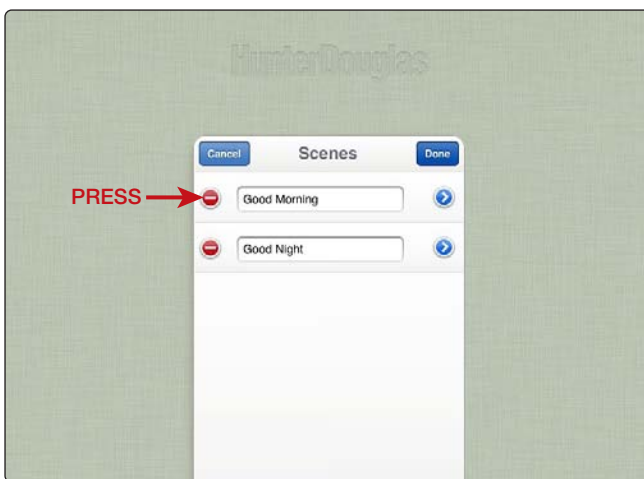 HunterDouglas
Cancel Scenes Done
PRESS Good Morning
Good Night